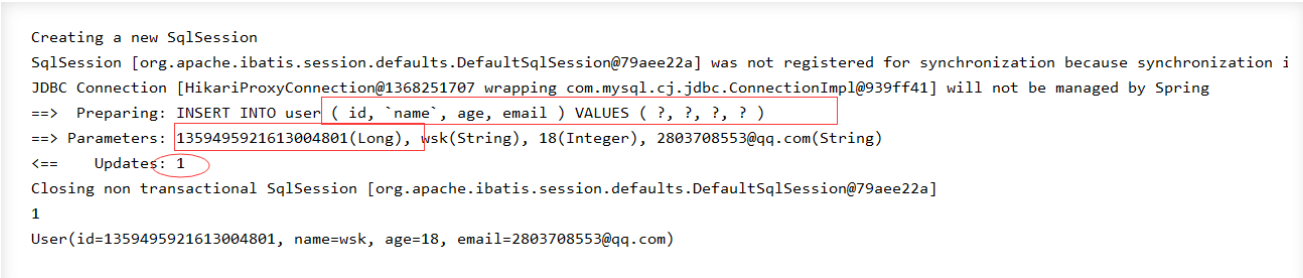 Creating a new SqlSession
SqlSession [org.apache.ibatis.session.defaults.DefaultSqlSession@79aee22a] was not registered for synchronization because synchronization i
JDBC Connection [HikariProxyConnection@1368251707 wrapping com.mysql.cj.jdbc.ConnectionImpl@939ff41] will not be managed by Spring
==>  Preparing: INSERT INTO user ( id, `name`, age, email ) VALUES ( ?, ?, ?, ? )
==> Parameters: 1359495921613004801(Long), wsk(String), 18(Integer), 2803708553@qq.com(String)
<==    Updates: 1
Closing non transactional SqlSession [org.apache.ibatis.session.defaults.DefaultSqlSession@79aee22a]
1
User(id=1359495921613004801, name=wsk, age=18, email=2803708553@qq.com)